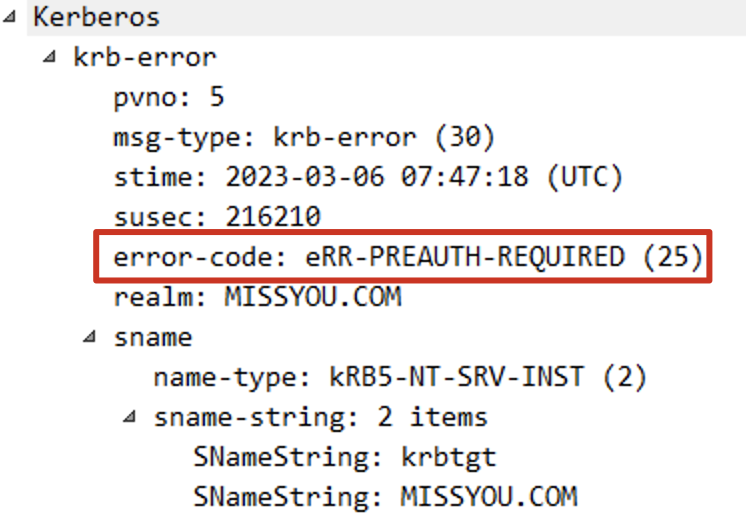 Kerberos
krb-error
pvno: 5
msg-type: krb-error (30)
stime: 2023-03-06 07:47:18 (UTC)
susec: 216210
error-code: eRR-PREAUTH-REQUIRED (25)
realm: MISSYOU.COM
sname
name-type: kRB5-NT-SRV-INST (2)
sname-string: 2 items
SNameString: krbtgt
SNameString: MISSYOU.COM